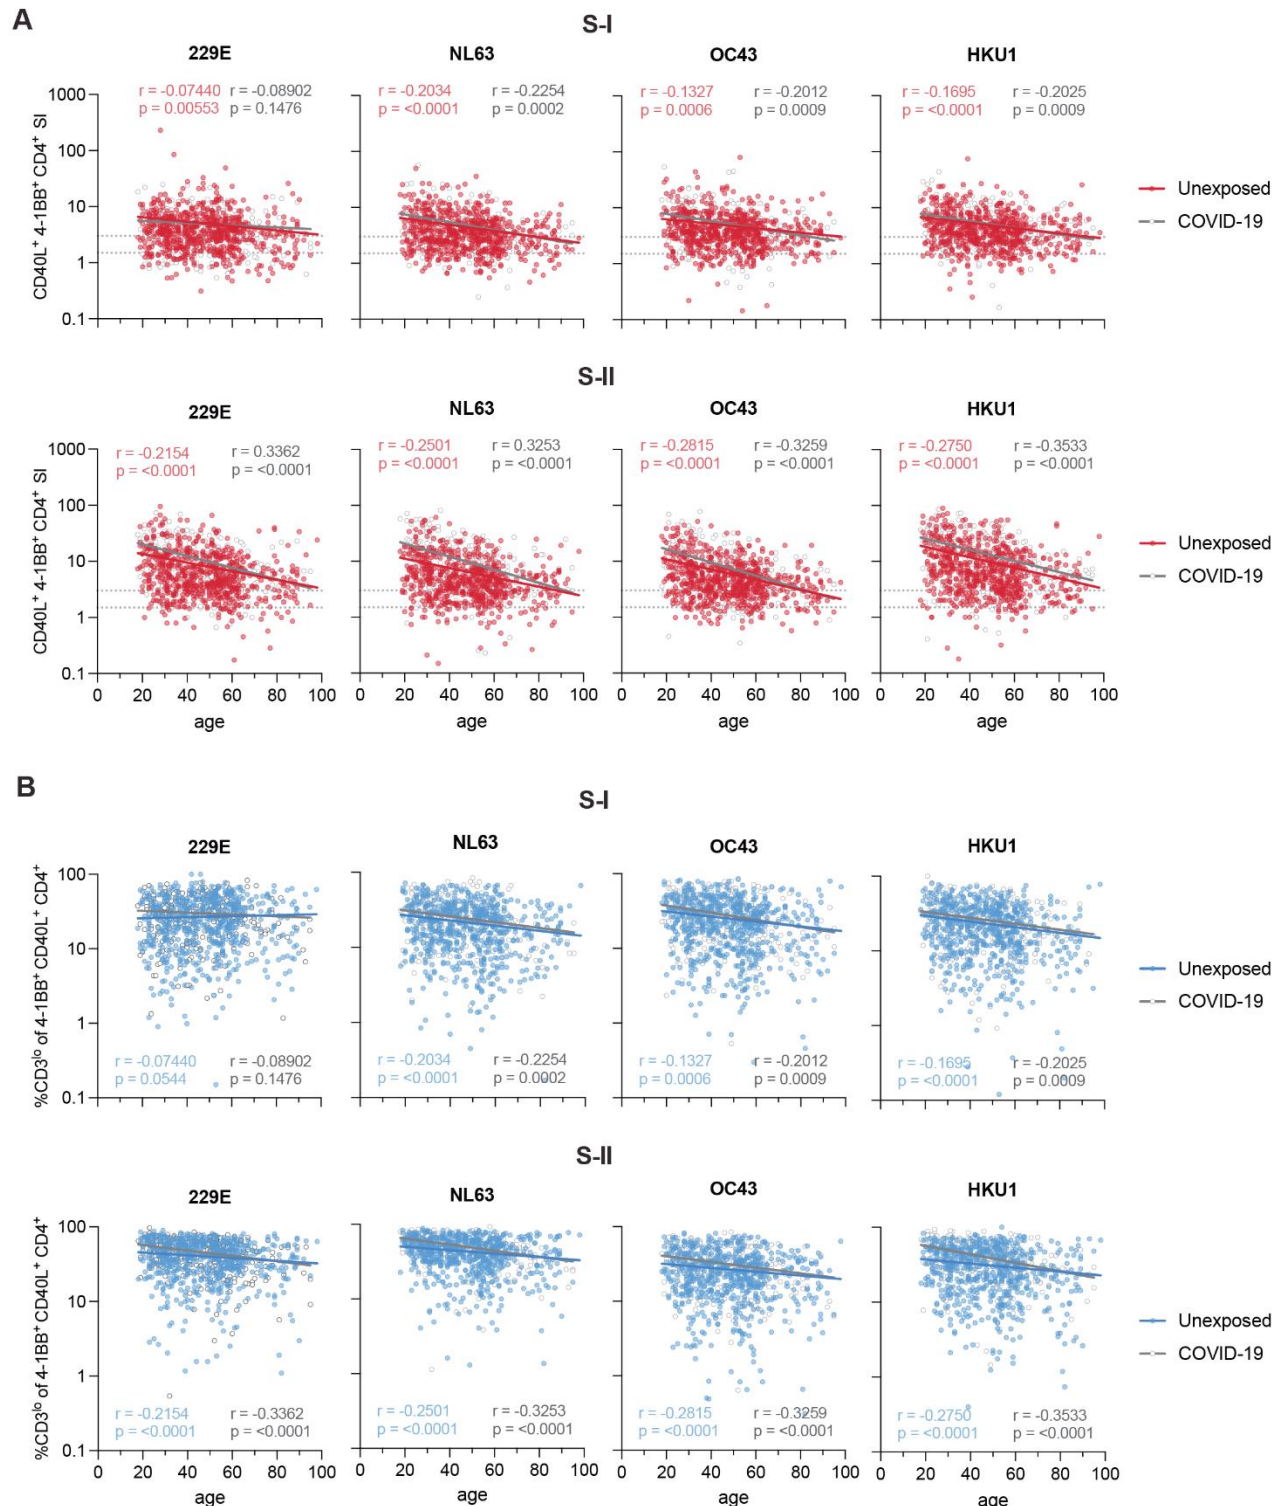 A
S-I
229E NL63 OC43 HKU1
r = -0.07440 r = -0.08902 r = -0.2034 r = -0.2254 r = -0.1327 r = -0.2012 r = -0.1695 r = -0.2025
p = 0.00553 p = 0.1476 p = <0.0001 p = 0.0002 p = 0.0006 p = 0.0009 p = <0.0001 p = 0.0009
CD40L+ 4-1BB+ CD4+ SI
1000
100
10
1
0.1
Unexposed
COVID-19
S-II
229E NL63 OC43 HKU1
r = -0.2154 r = 0.3362 r = -0.2501 r = 0.3253 r = -0.2815 r = -0.3259 r = -0.2750 r = -0.3533
p = <0.0001 p = <0.0001 p = <0.0001 p = <0.0001 p = <0.0001 p = <0.0001 p = <0.0001 p = <0.0001
CD40L+ 4-1BB+ CD4+ SI
1000
100
10
1
0.1
Unexposed
COVID-19
0 20 40 60 80 100 0 20 40 60 80 100 0 20 40 60 80 100 0 20 40 60 80 100
age age age age
B
S-I
229E NL63 OC43 HKU1
%CD3lo of 4-1BB+ CD40L+ CD4+
100
10
1
0.1
Unexposed
COVID-19
r = -0.07440 r = -0.08902 r = -0.2034 r = -0.2254 r = -0.1327 r = -0.2012 r = -0.1695 r = -0.2025
p = 0.0544 p = 0.1476 p = <0.0001 p = 0.0002 p = 0.0006 p = 0.0009 p = <0.0001 p = 0.0009
S-II
229E NL63 OC43 HKU1
%CD3lo of 4-1BB+ CD40L+ CD4+
100
10
1
0.1
Unexposed
COVID-19
r = -0.2154 r = -0.3362 r = -0.2501 r = -0.3253 r = -0.2815 r = -0.3259 r = -0.2750 r = -0.3533
p = <0.0001 p = <0.0001 p = <0.0001 p = <0.0001 p = <0.0001 p = <0.0001 p = <0.0001 p = <0.0001
0 20 40 60 80 100 0 20 40 60 80 100 0 20 40 60 80 100 0 20 40 60 80 100
age age age age